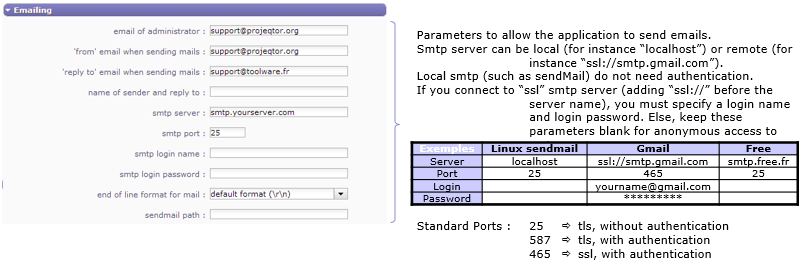 Emailing
email of administrator : support@projeqtor.org
'from' email when sending mails : support@projeqtor.org
'reply to' email when sending mails : support@toolware.fr
name of sender and reply to :
smtp server : smtp.yourserver.com
smtp port : 25
smtp login name :
smtp login password :
end of line format for mail : default format (\r\n)
sendmail path :
Parameters to allow the application to send emails.
Smtp server can be local (for instance “localhost”) or remote (for
instance “ssl://smtp.gmail.com”).
Local smtp (such as sendMail) do not need authentication.
If you connect to “ssl” smtp server (adding “ssl://” before the
server name), you must specify a login name
and login password. Else, keep these
parameters blank for anonymous access to
Exemples Linux sendmail Gmail Free
Server localhost ssl://smtp.gmail.com smtp.free.fr
Port 25 465 25
Login yourname@gmail.com
Password *********
Standard Ports : 25 ⇨ tls, without authentication
587 ⇨ tls, with authentication
465 ⇨ ssl, with authentication